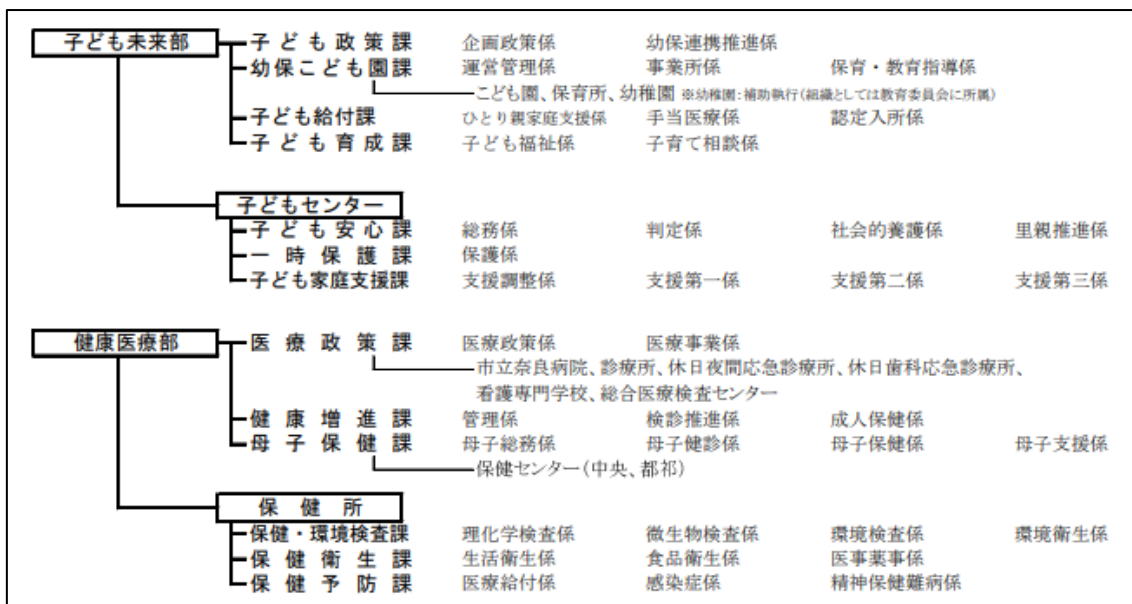 子ども未来部 子ども政策課 企画政策係 幼保連携推進係
幼保こども園課 運営管理係 事業所係 保育・教育指導係
こども園、保育所、幼稚園 ※幼稚園：補助執行(組織としては教育委員会に所属)
子ども給付課 ひとり親家庭支援係 手当医療係 認定入所係
子ども育成課 子ども福祉係 子育て相談係
子どもセンター
子ども安心課 総務係 判定係 社会的養護係 里親推進係
一時保護課 保護係
子ども家庭支援課 支援調整係 支援第一係 支援第二係 支援第三係
健康医療部 医療政策課 医療政策係 医療事業係
市立奈良病院、診療所、休日夜間応急診療所、休日歯科応急診療所、
看護専門学校、総合医療検査センター
健康増進課 管理係 検診推進係 成人保健係
母子保健課 母子総務係 母子健診係 母子保健係 母子支援係
保健センター（中央、都祁）
保健所
保健・環境検査課 理化学検査係 微生物検査係 環境検査係 環境衛生係
保健衛生課 生活衛生係 食品衛生係 医事薬事係
保健予防課 医療給付係 感染症係 精神保健難病係